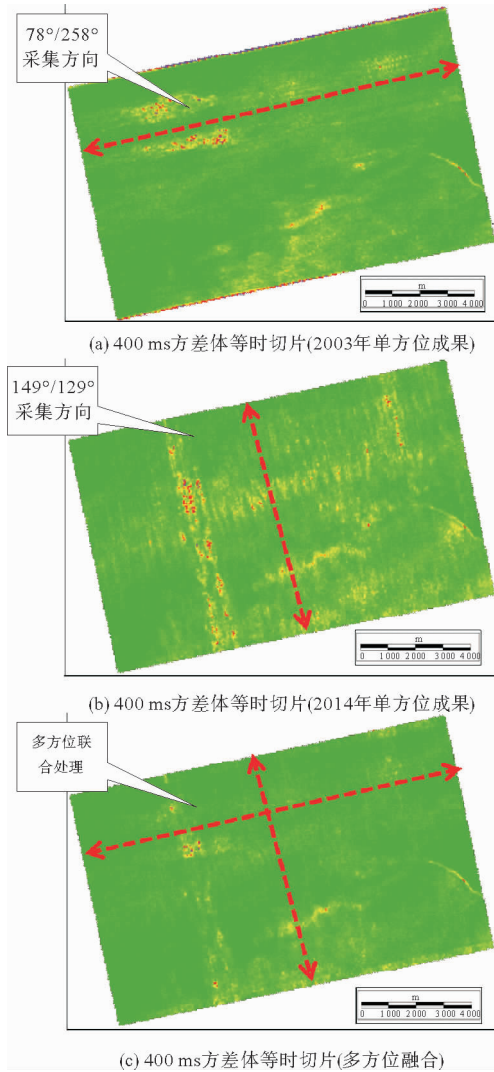 78°/258°
采集方向
m
0 1 000 2 000 3 000 4 000
(a) 400 ms方差体等时切片(2003年单方位成果)
149°/129°
采集方向
m
0 1 000 2 000 3 000 4 000
(b) 400 ms方差体等时切片(2014年单方位成果)
多方位联
合处理
m
0 1 000 2 000 3 000 4 000
(c) 400 ms方差体等时切片(多方位融合)